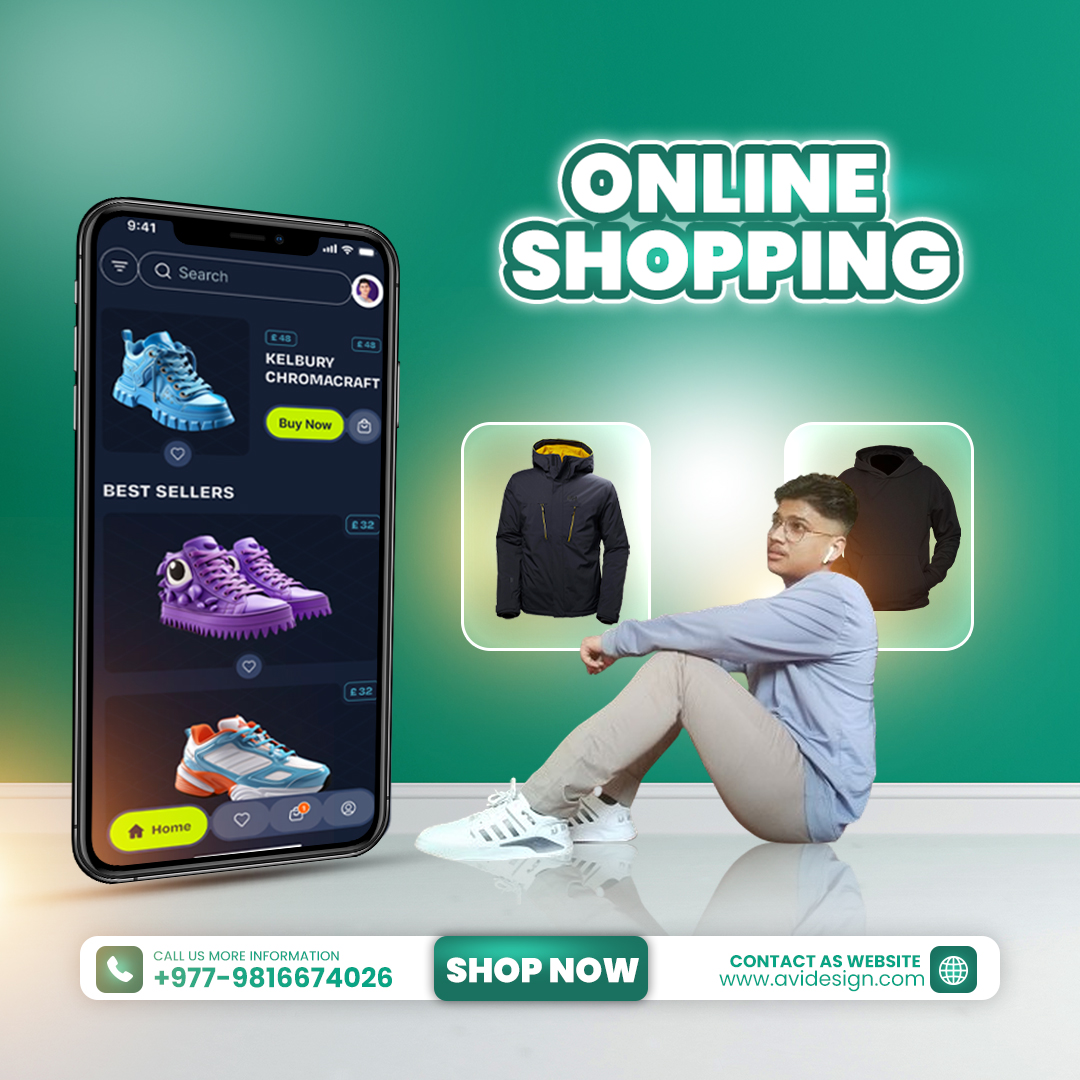 ONLINE
SHOPPING
9:41
Search
£ 48
£ 48
KELBURY
CHROMACRAFT
Buy Now
BEST SELLERS
£ 32
£ 32
Home
CALL US MORE INFORMATION
+977-9816674026
SHOP NOW
CONTACT AS WEBSITE
www.avidesign.com